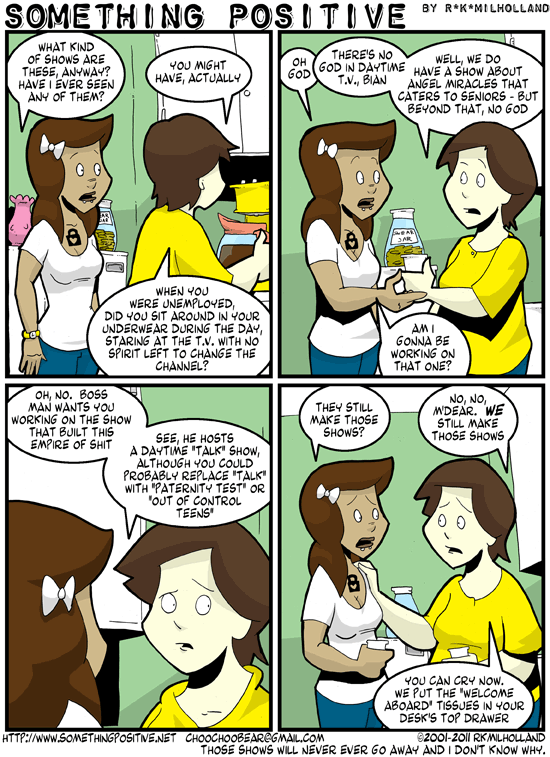 SOMETHING POSITIVE BY R*K*MILHOLLAND
WHAT KIND
OF SHOWS ARE
THESE, ANYWAY?
HAVE I EVER SEEN
ANY OF THEM?
YOU MIGHT
HAVE, ACTUALLY
WHEN YOU
WERE UNEMPLOYED,
DID YOU SIT AROUND IN YOUR
UNDERWEAR DURING THE DAY,
STARING AT THE T.V. WITH NO
SPIRIT LEFT TO CHANGE THE
CHANNEL?
OH
GOD
THERE'S NO
GOD IN DAYTIME
T.V., BIAN
WELL, WE DO
HAVE A SHOW ABOUT
ANGEL MIRACLES THAT
CATERS TO SENIORS - BUT
BEYOND THAT, NO GOD
SWEAR
JAR
AM I
GONNA BE
WORKING ON
THAT ONE?
OH, NO. BOSS
MAN WANTS YOU
WORKING ON THE SHOW
THAT BUILT THIS
EMPIRE OF SHIT
SEE, HE HOSTS
A DAYTIME "TALK" SHOW,
ALTHOUGH YOU COULD
PROBABLY REPLACE "TALK"
WITH "PATERNITY TEST" OR
"OUT OF CONTROL
TEENS"
THEY STILL
MAKE THOSE
SHOWS?
NO, NO,
M'DEAR. WE
STILL MAKE
THOSE SHOWS
YOU CAN CRY NOW.
WE PUT THE "WELCOME
ABOARD" TISSUES IN YOUR
DESK'S TOP DRAWER
HTTP://WWW.SOMETHINGPOSITIVE.NET CHOOCHOOBEAR@GMAIL.COM ©2001-2011 RKMILHOLLAND
THOSE SHOWS WILL NEVER EVER GO AWAY AND I DON'T KNOW WHY.